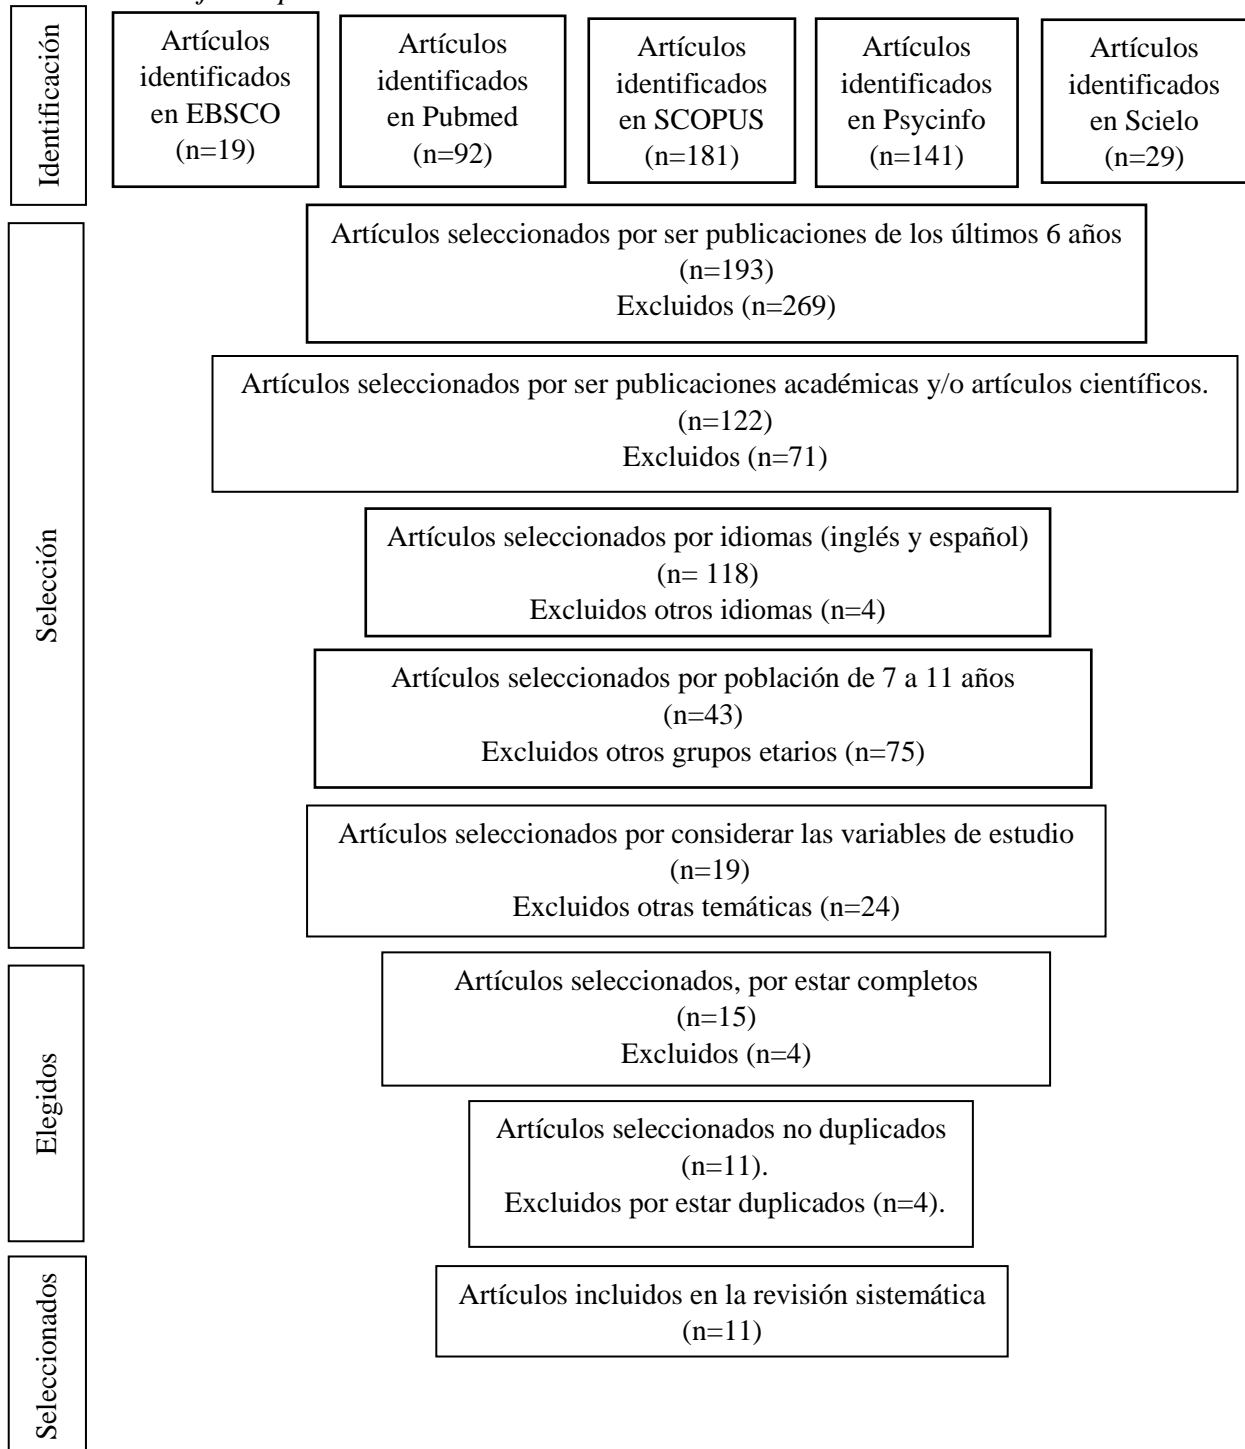 Identificación
Artículos
identificados
en EBSCO
(n=19)
Artículos
identificados
en Pubmed
(n=92)
Artículos
identificados
en SCOPUS
(n=181)
Artículos
identificados
en Psycinfo
(n=141)
Artículos
identificados
en Scielo
(n=29)
Selección
Artículos seleccionados por ser publicaciones de los últimos 6 años
(n=193)
Excluidos (n=269)
Artículos seleccionados por ser publicaciones académicas y/o artículos científicos.
(n=122)
Excluidos (n=71)
Artículos seleccionados por idiomas (inglés y español)
(n= 118)
Excluidos otros idiomas (n=4)
Artículos seleccionados por población de 7 a 11 años
(n=43)
Excluidos otros grupos etarios (n=75)
Artículos seleccionados por considerar las variables de estudio
(n=19)
Excluidos otras temáticas (n=24)
Elegidos
Artículos seleccionados, por estar completos
(n=15)
Excluidos (n=4)
Artículos seleccionados no duplicados
(n=11).
Excluidos por estar duplicados (n=4).
Seleccionados
Artículos incluidos en la revisión sistemática
(n=11)